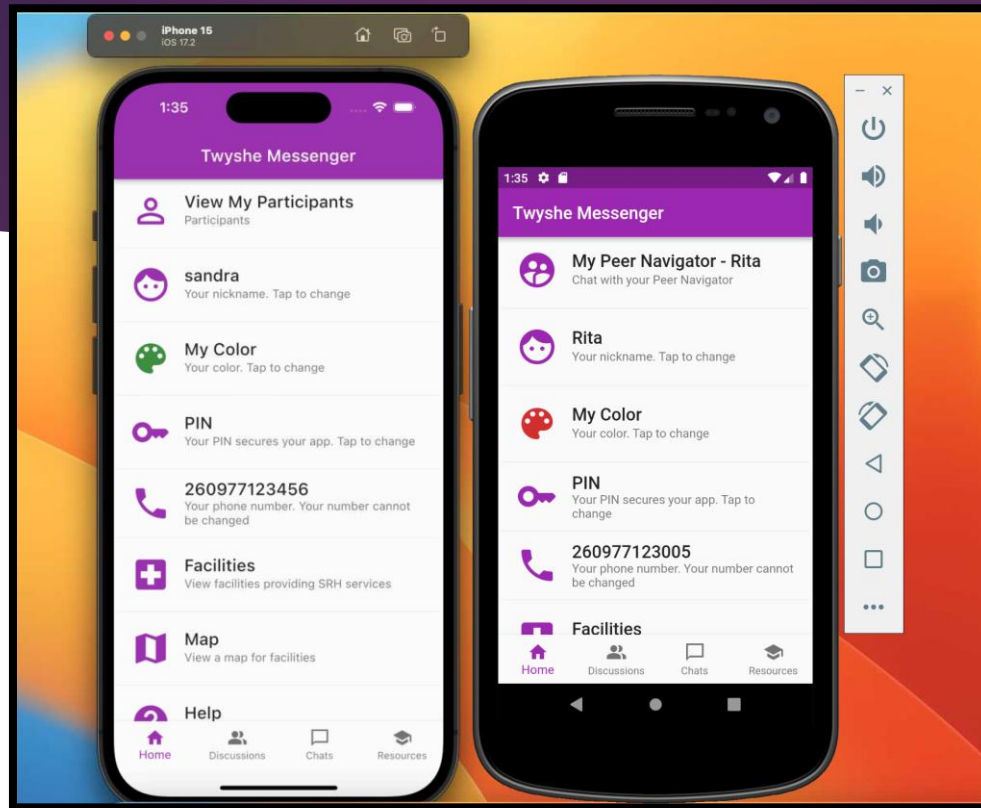 iPhone 15
iOS 17.2
1:35
Twyshe Messenger
View My Participants
Participants
sandra
Your nickname. Tap to change
My Color
Your color. Tap to change
PIN
Your PIN secures your app. Tap to change
260977123456
Your phone number. Your number cannot
be changed
Facilities
View facilities providing SRH services
Map
View a map for facilities
Help
Home
Discussions
Chats
Resources
1:35
Twyshe Messenger
My Peer Navigator - Rita
Chat with your Peer Navigator
Rita
Your nickname. Tap to change
My Color
Your color. Tap to change
PIN
Your PIN secures your app. Tap to
change
260977123005
Your phone number. Your number cannot
be changed
Facilities
Home
Discussions
Chats
Resources